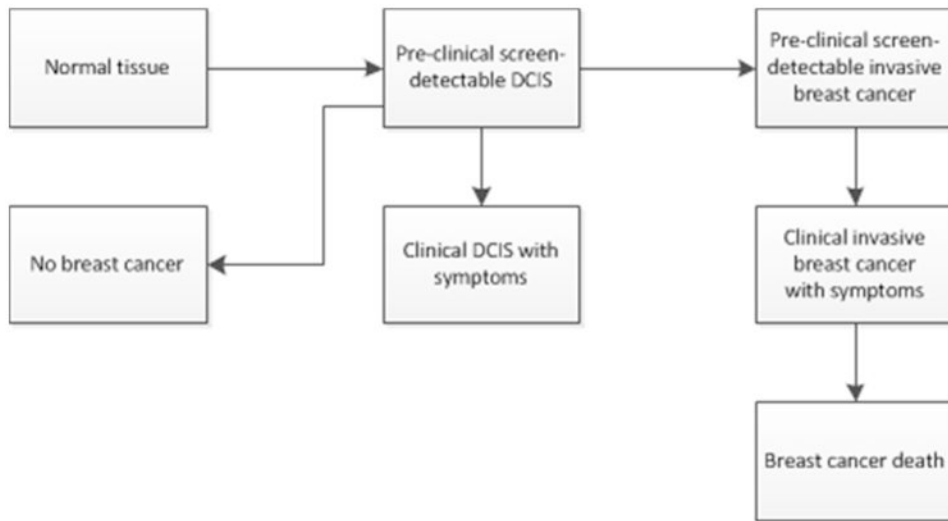 Normal tissue
Pre-clinical screen-
detectable DCIS
Pre-clinical screen-
detectable invasive
breast cancer
No breast cancer
Clinical DCIS with
symptoms
Clinical invasive
breast cancer
with symptoms
Breast cancer death